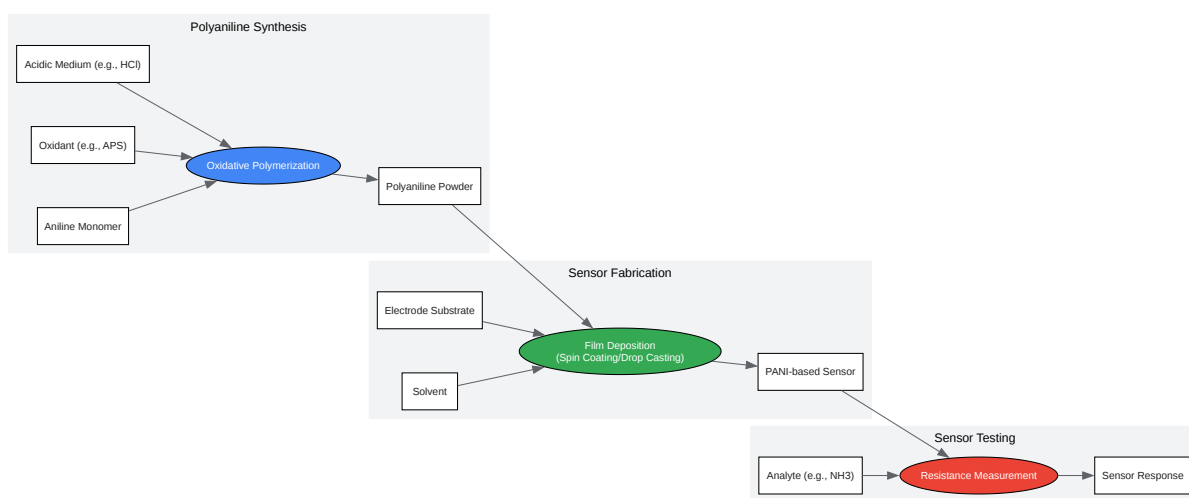 Polyaniline Synthesis
Acidic Medium (e.g., HCl)
Oxidant (e.g., APS)
Oxidative Polymerization
Polyaniline Powder
Aniline Monomer
Sensor Fabrication
Electrode Substrate
Film Deposition
(Spin Coating/Drop Casting)
PANI-based Sensor
Solvent
Sensor Testing
Analyte (e.g., NH3)
Resistance Measurement
Sensor Response